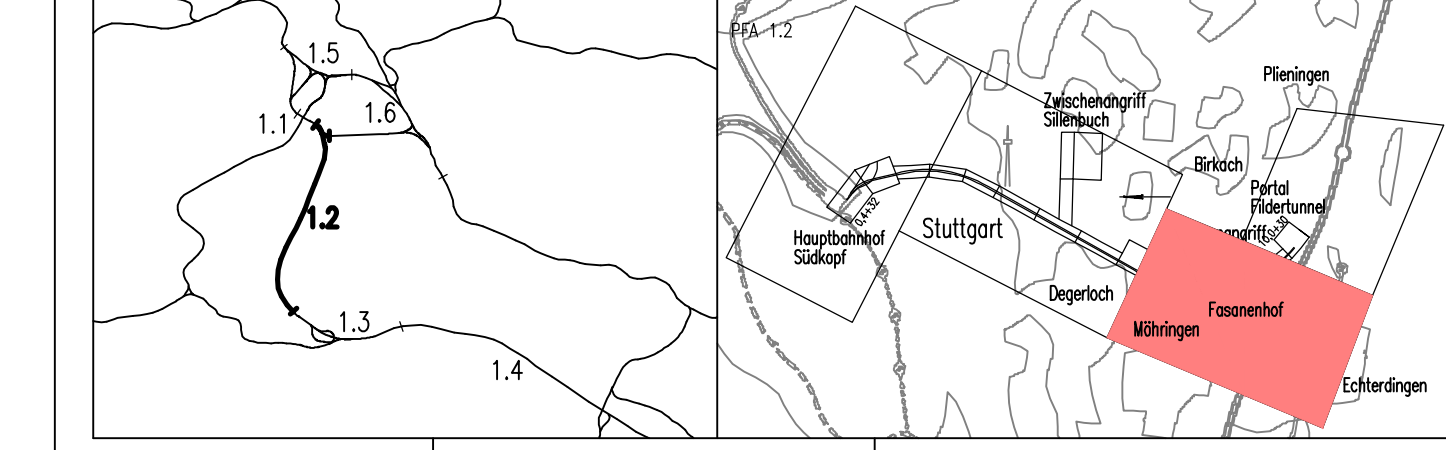 1.5
1.6
1.1
1.2
1.3
1.4
PFA 1.2
Plieningen
Zwischenangriff
Sillenbuch
Birkach
Portal
Fildertunnel
0,4+32
Stuttgart
Hauptbahnhof
Südkopf
Degerloch
Fasanenhof
Möhringen
Echterdingen